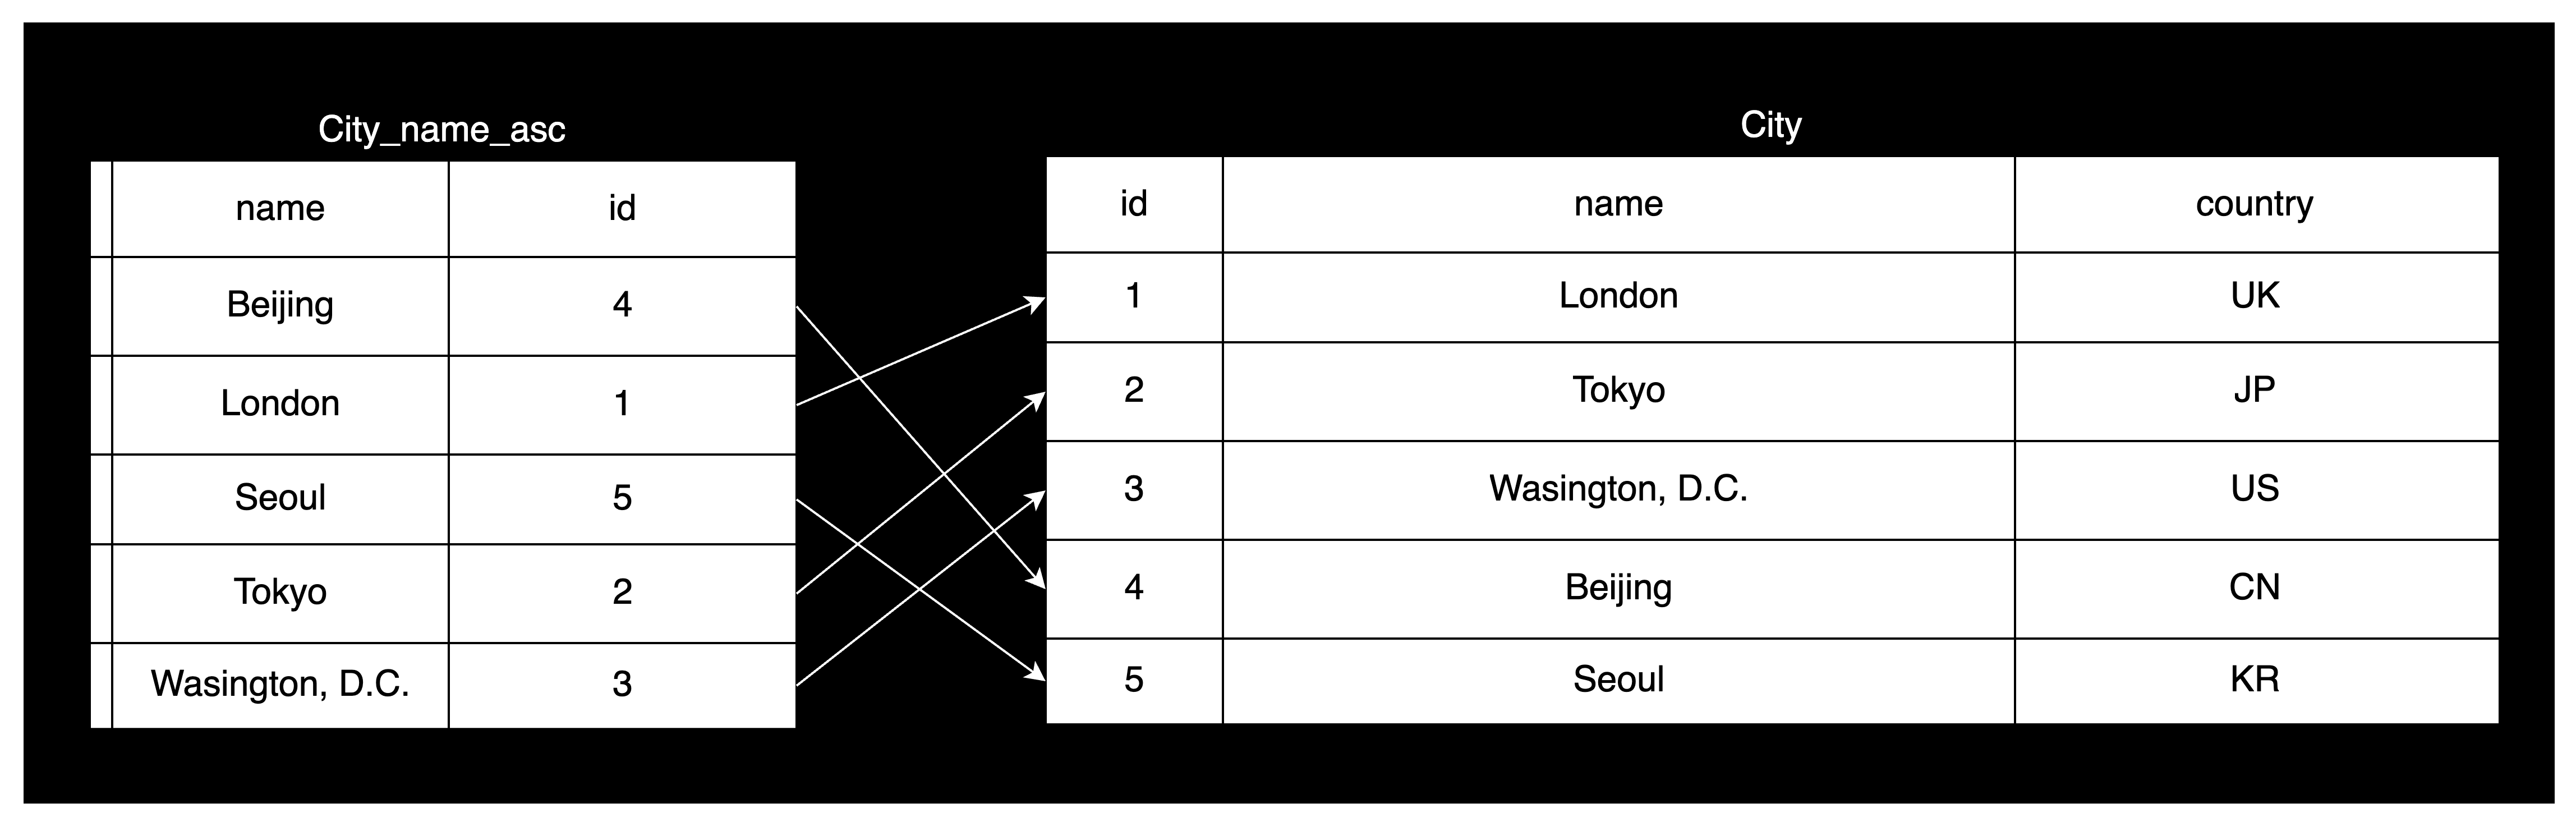 City_name_asc
name id
Beijing 4
London 1
Seoul 5
Tokyo 2
Wasington, D.C. 3
City
id name country
1 London UK
2 Tokyo JP
3 Wasington, D.C. US
4 Beijing CN
5 Seoul KR